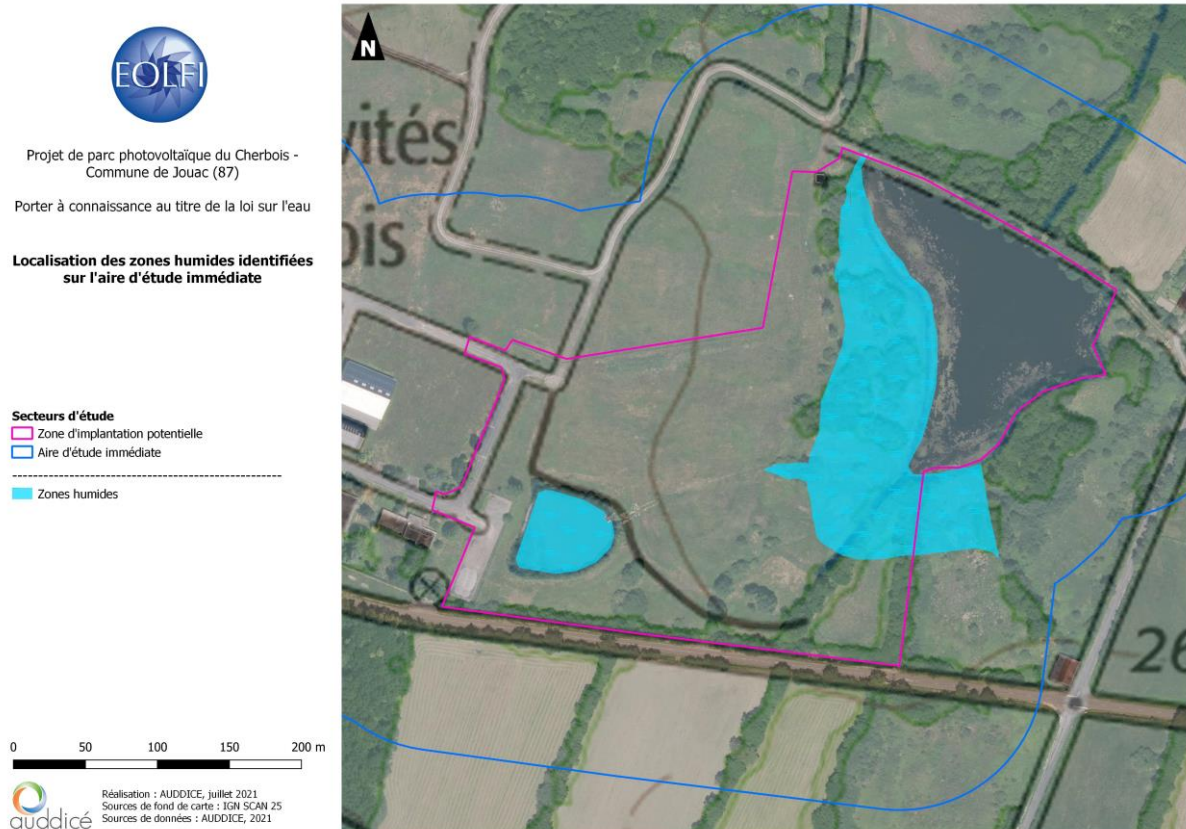 EOLFI
Projet de parc photovoltaïque du Cherbois -
Commune de Jouac (87)
Porter à connaissance au titre de la loi sur l'eau
Localisation des zones humides identifiées
sur l'aire d'étude immédiate
Secteurs d'étude
Zone d'implantation potentielle
Aire d'étude immédiate
Zones humides
0 50 100 150 200 m
auddicé
Réalisation : AUDDICE, juillet 2021
Sources de fond de carte : IGN SCAN 25
Sources de données : AUDDICE, 2021
N
vités
ois
26